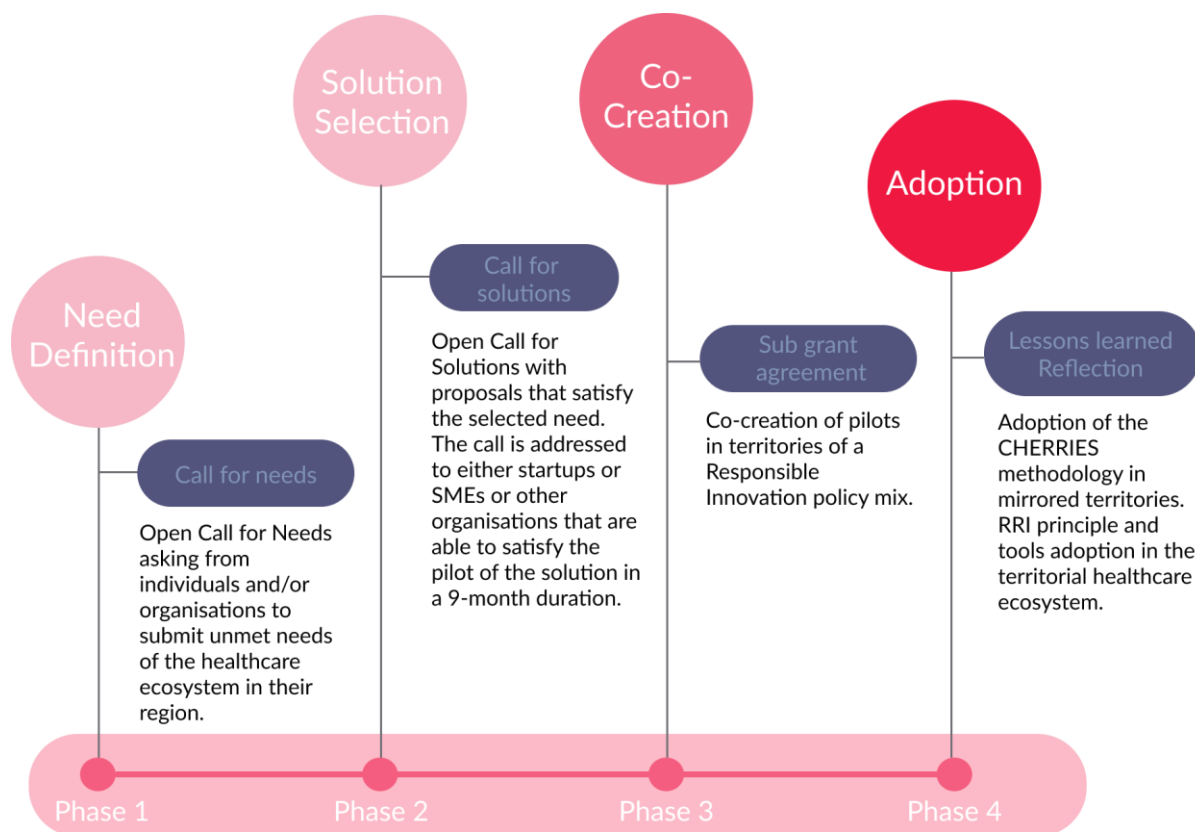 Need
Definition
Call for needs
Open Call for Needs
asking from
individuals and/or
organisations to
submit unmet needs
of the healthcare
ecosystem in their
region.
Phase 1
Solution
Selection
Call for
solutions
Open Call for
Solutions with
proposals that satisfy
the selected need.
The call is addressed
to either startups or
SMEs or other
organisations that are
able to satisfy the
pilot of the solution in
a 9-month duration.
Phase 2
Co-
Creation
Sub grant
agreement
Co-creation of pilots
in territories of a
Responsible
Innovation policy mix.
Phase 3
Adoption
Lessons learned
Reflection
Adoption of the
CHERRIES
methodology in
mirrored territories.
RRI principle and
tools adoption in the
territorial healthcare
ecosystem.
Phase 4